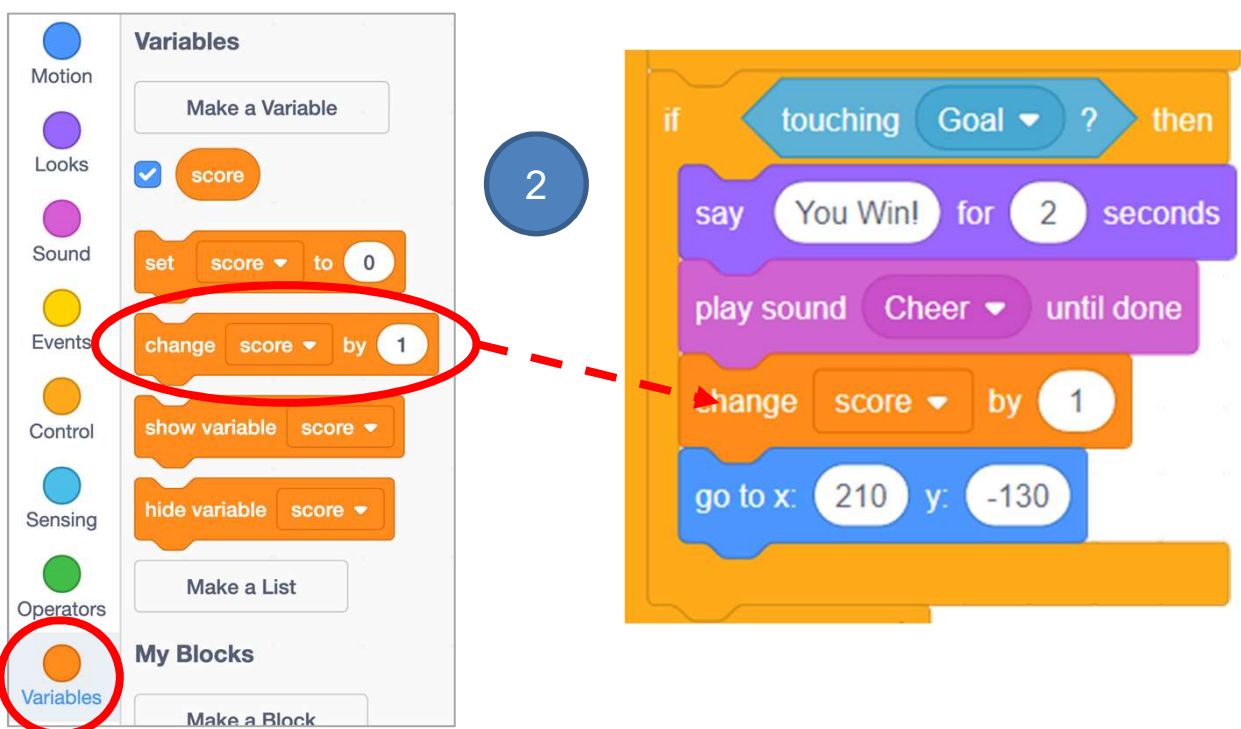 Motion
Looks
Sound
Events
Control
Sensing
Operators
Variables
Variables
Make a Variable
score
set score to 0
change score by 1
show variable score
hide variable score
Make a List
My Blocks
Make a Block
2
if touching Goal ? then
say You Win! for 2 seconds
play sound Cheer until done
change score by 1
go to x: 210 y: -130